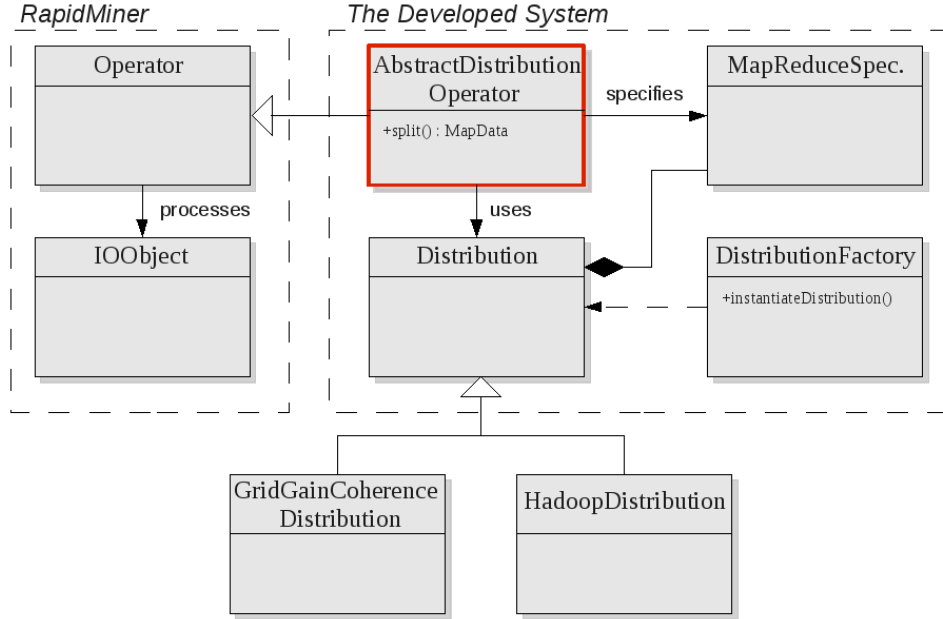 RapidMiner
The Developed System
Operator
AbstractDistribution
Operator
+split() : MapData
specifies
MapReduceSpec.
processes
uses
IOObject
Distribution
DistributionFactory
+instantiateDistribution()
GridGainCoherence
Distribution
HadoopDistribution